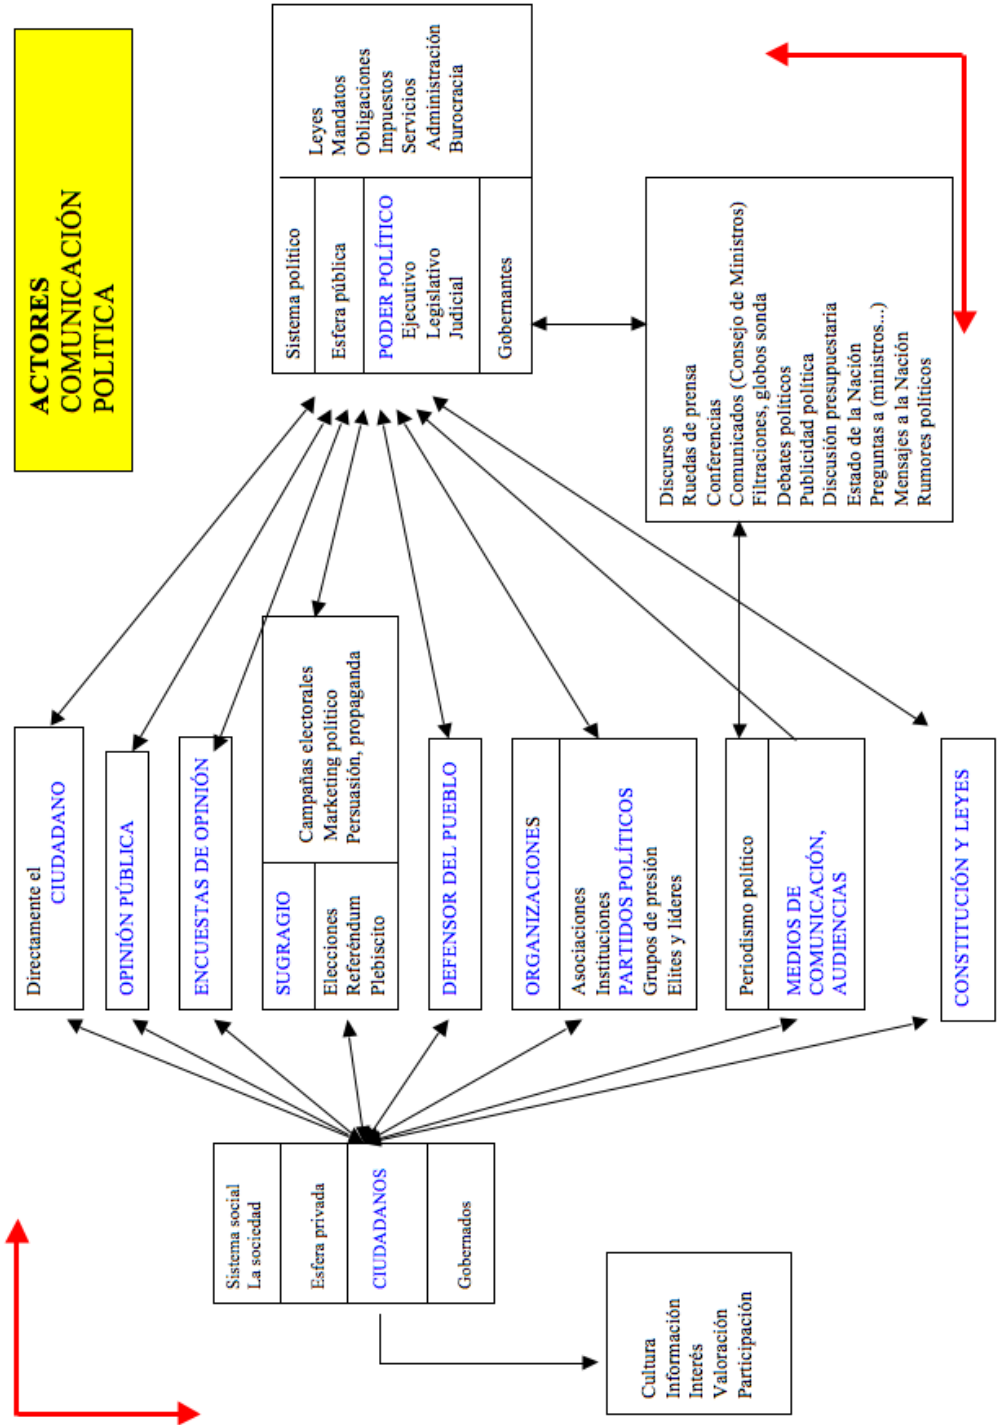 ACTORES
COMUNICACIÓN
POLITICA
Sistema social
La sociedad
Esfera privada
CIUDADANOS
Gobernados
Cultura
Información
Interés
Valoración
Participación
Directamente el
CIUDADANO
OPINIÓN PÚBLICA
ENCUESTAS DE OPINIÓN
SUGRAGIO
Elecciones
Referéndum
Plebiscito
Campañas electorales
Marketing político
Persuasión, propaganda
DEFENSOR DEL PUEBLO
ORGANIZACIONES
Asociaciones
Instituciones
PARTIDOS POLÍTICOS
Grupos de presión
Elites y líderes
Periodismo político
MEDIOS DE
COMUNICACIÓN,
AUDIENCIAS
CONSTITUCIÓN Y LEYES
Sistema político
Esfera pública
PODER POLÍTICO
Ejecutivo
Legislativo
Judicial
Gobernantes
Leyes
Mandatos
Obligaciones
Impuestos
Servicios
Administración
Burocracia
Discursos
Ruedas de prensa
Conferencias
Comunicados (Consejo de Ministros)
Filtraciones, globos sonda
Debates políticos
Publicidad política
Discusión presupuestaria
Estado de la Nación
Preguntas a (ministros...)
Mensajes a la Nación
Rumores políticos